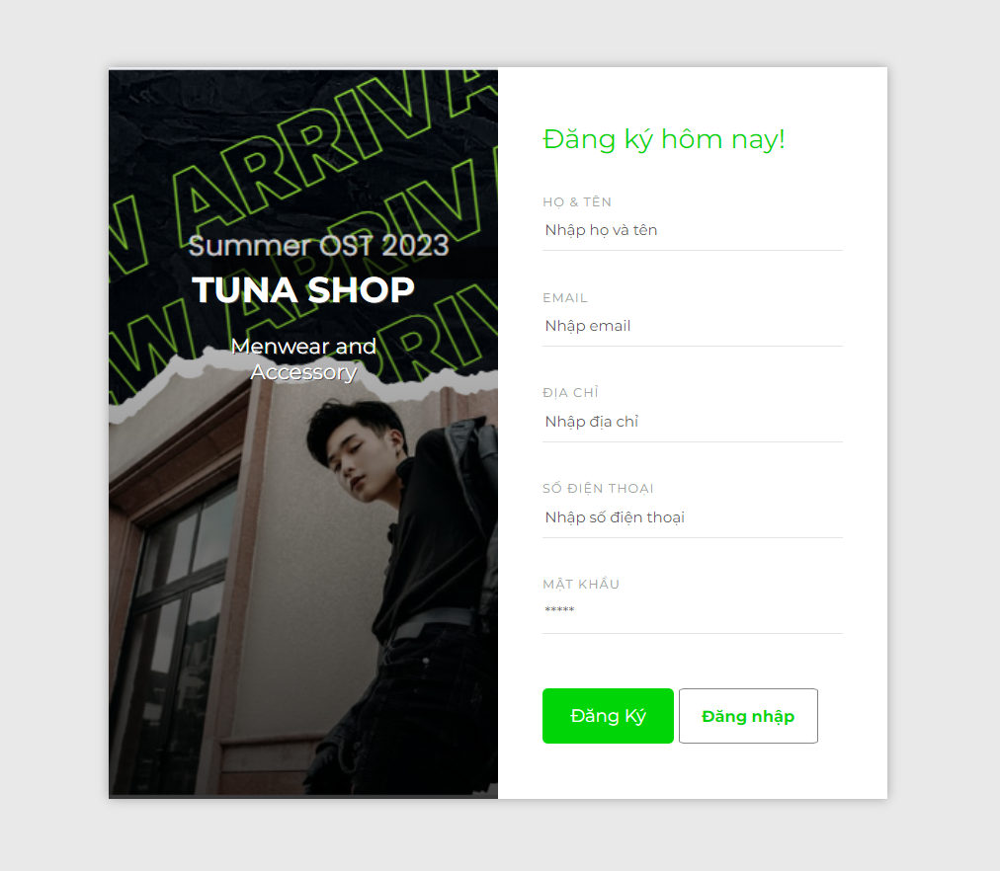 ARRIVA
W ARRIVA
Summer OST 2023
TUNA SHOP
Menwear and
Accessory
W ARRIV
Đăng ký hôm nay!
HỌ & TÊN
Nhập họ và tên
EMAIL
Nhập email
ĐỊA CHỈ
Nhập địa chỉ
SỐ ĐIỆN THOẠI
Nhập số điện thoại
MẬT KHẨU
*****
Đăng Ký
Đăng nhập